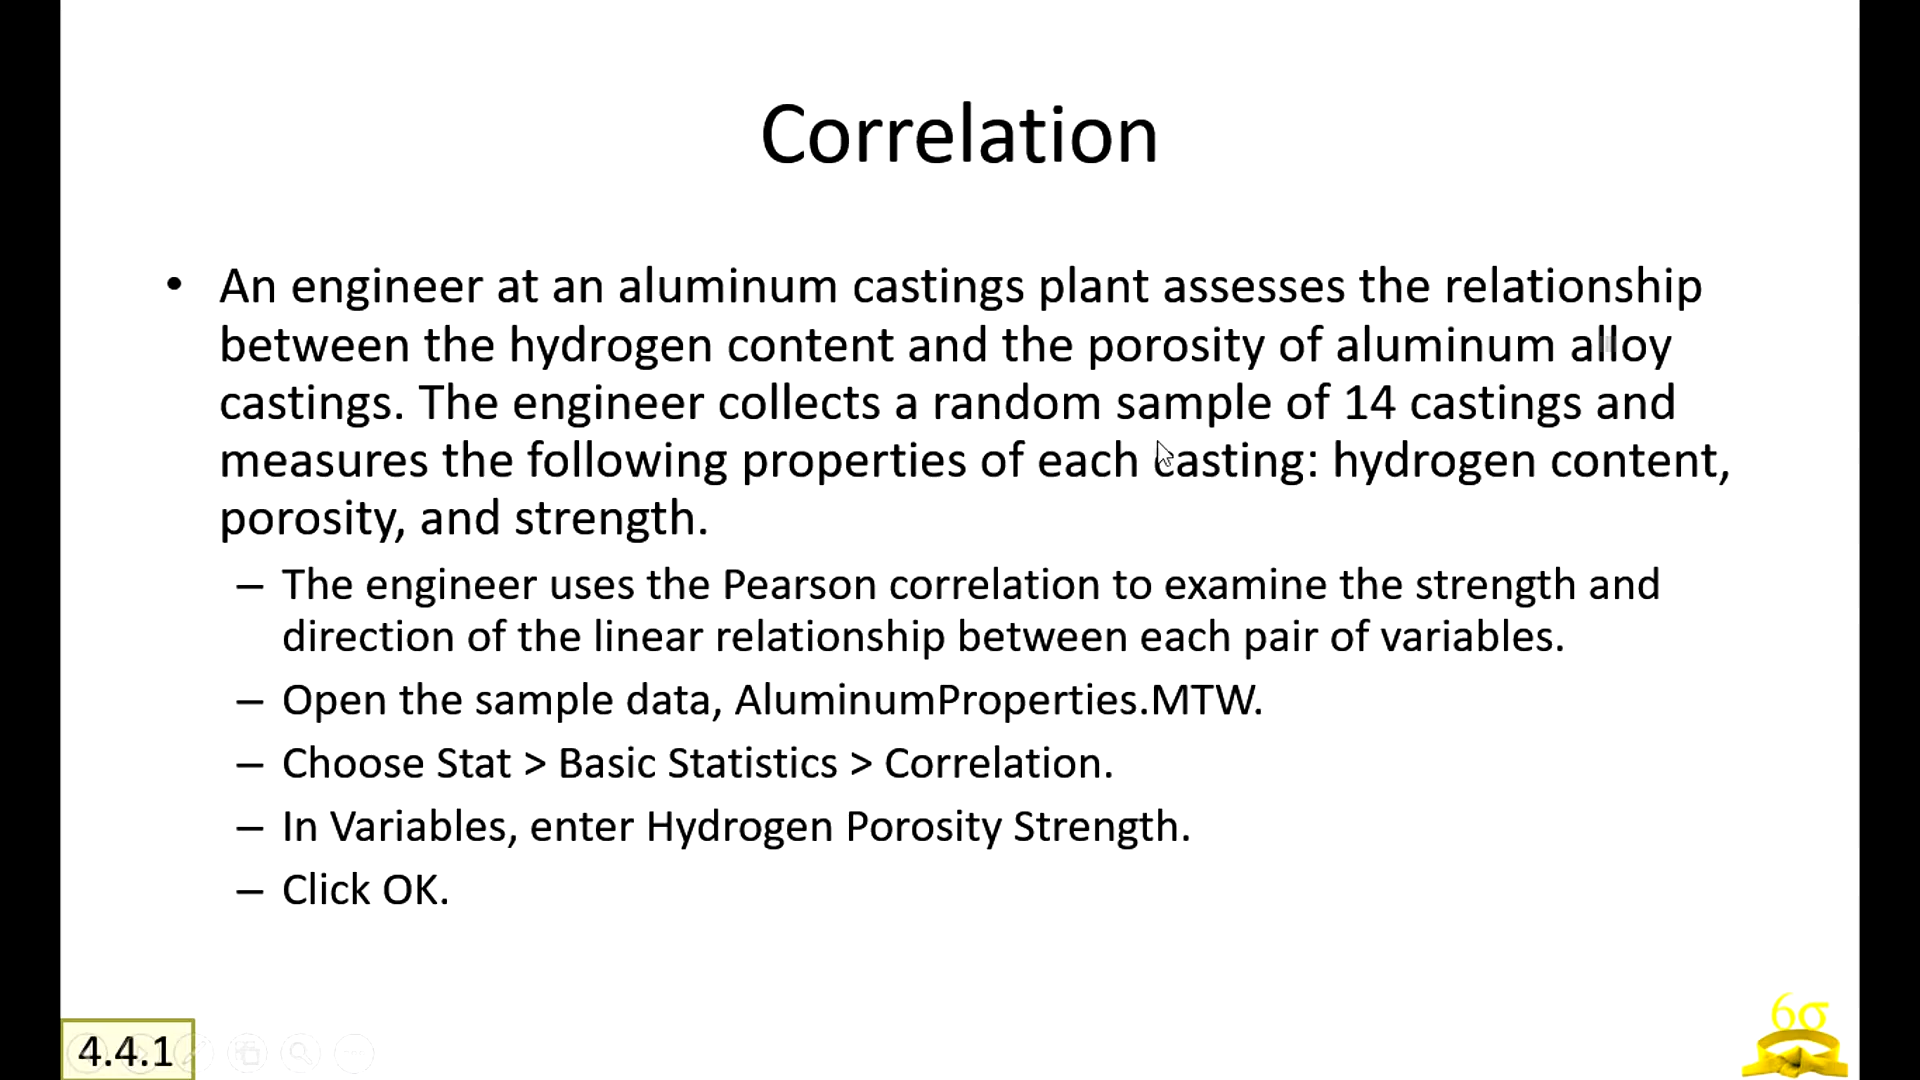 Correlation
• An engineer at an aluminum castings plant assesses the relationship
between the hydrogen content and the porosity of aluminum alloy
castings. The engineer collects a random sample of 14 castings and
measures the following properties of each casting: hydrogen content,
porosity, and strength.
– The engineer uses the Pearson correlation to examine the strength and
direction of the linear relationship between each pair of variables.
– Open the sample data, AluminumProperties.MTW.
– Choose Stat > Basic Statistics > Correlation.
– In Variables, enter Hydrogen Porosity Strength.
– Click OK.
4.4.1
6σ